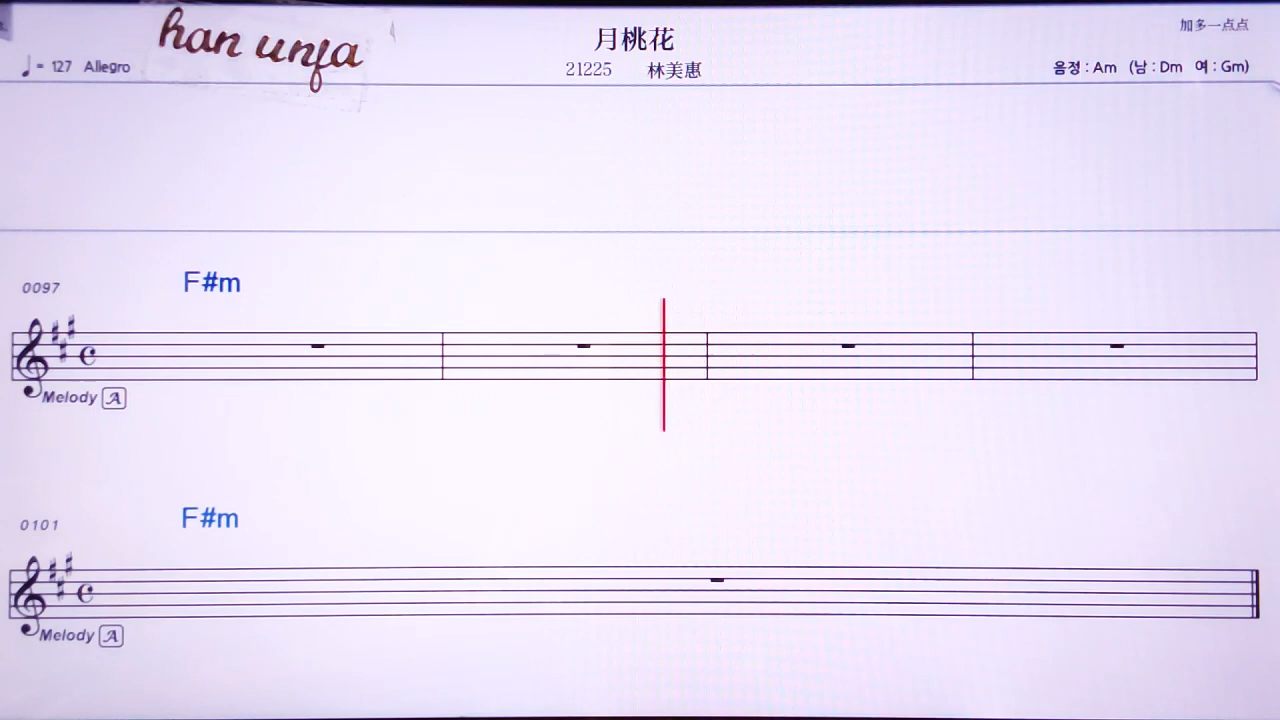 han unfa
月桃花
加多一点点
♩ = 127 Allegro
21225 林美惠
음정 : Am (남 : Dm 여 : Gm)
0097
F#m
Melody A
0101
F#m
Melody A